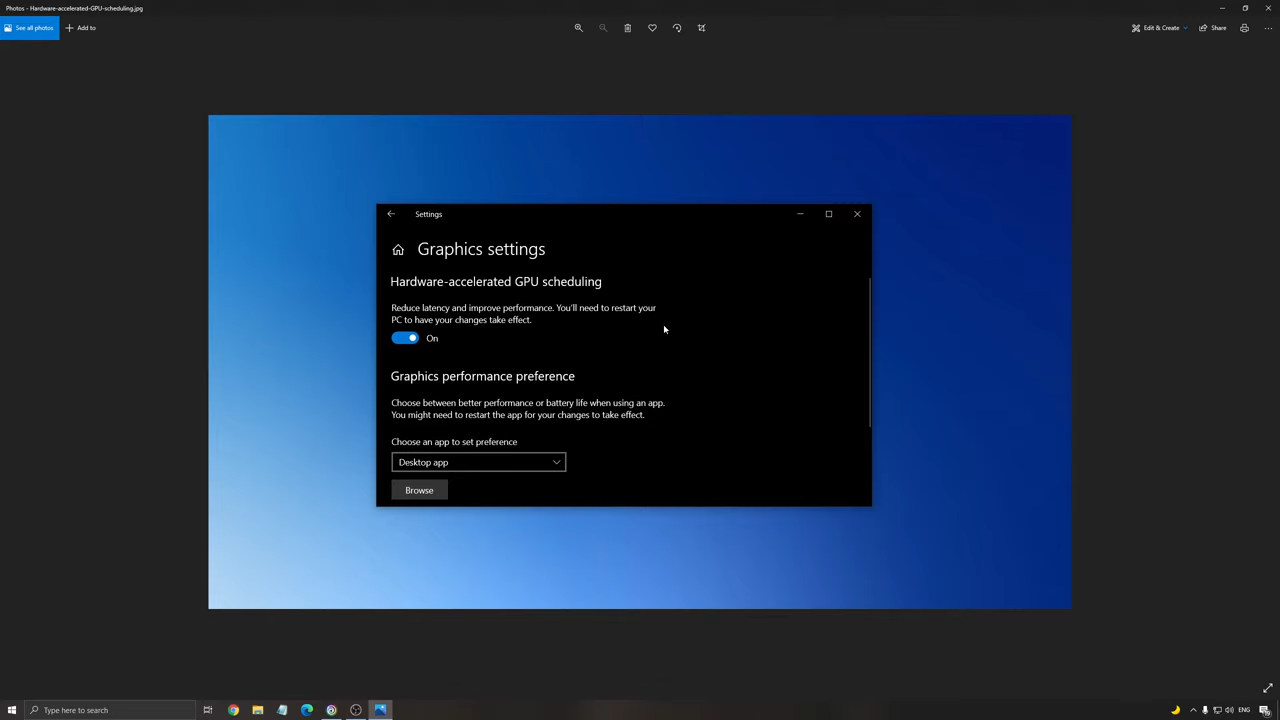 Photos - Hardware-accelerated-GPU-scheduling.jpg
See all photos
Add to
Edit & Create
Share
Settings
Graphics settings
Hardware-accelerated GPU scheduling
Reduce latency and improve performance. You'll need to restart your
PC to have your changes take effect.
On
Graphics performance preference
Choose between better performance or battery life when using an app.
You might need to restart the app for your changes to take effect.
Choose an app to set preference
Desktop app
Browse
Type here to search
ENG